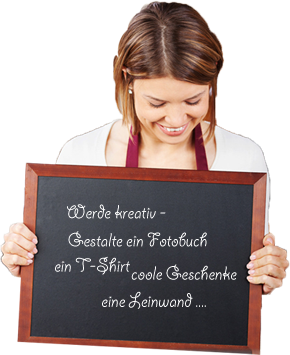 Werde kreativ -
Gestalte ein Fotobuch
ein T-Shirt
coole Geschenke
eine Leinwand ....